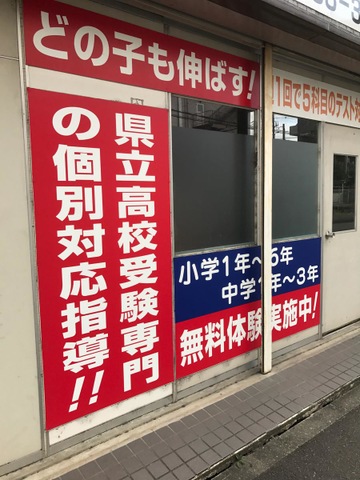 どの子も伸ばす!
県立高校受験専門
の個別対応指導!!
小学1年〜6年
中学1年〜3年
無料体験実施中!
1回で5科目のテスト対